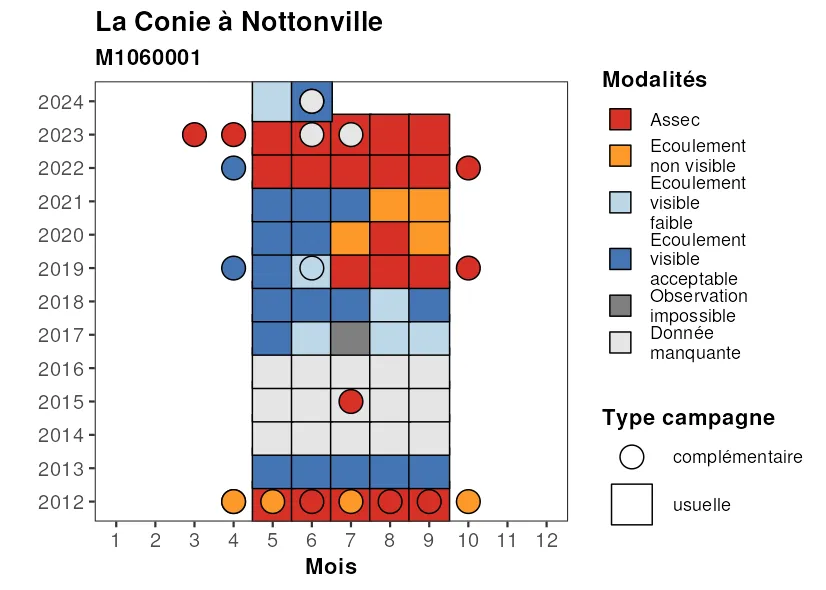 La Conie à Nottonville
M1060001
2024
2023
2022
2021
2020
2019
2018
2017
2016
2015
2014
2013
2012
1 2 3 4 5 6 7 8 9 10 11 12
Mois
Modalités
Assec
Ecoulement
non visible
Ecoulement
visible
faible
Ecoulement
visible
acceptable
Observation
impossible
Donnée
manquante
Type campagne
complémentaire
usuelle